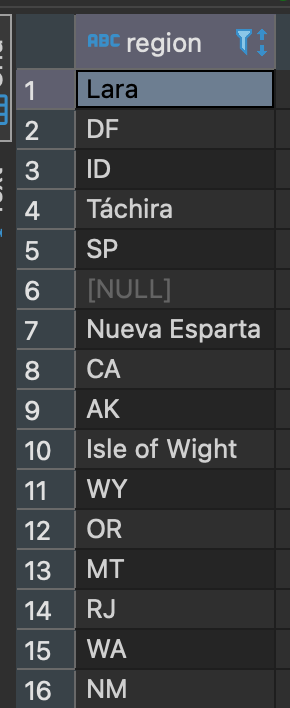 ABC region
1 Lara
2 DF
3 ID
4 Táchira
5 SP
6 [NULL]
7 Nueva Esparta
8 CA
9 AK
10 Isle of Wight
11 WY
12 OR
13 MT
14 RJ
15 WA
16 NM